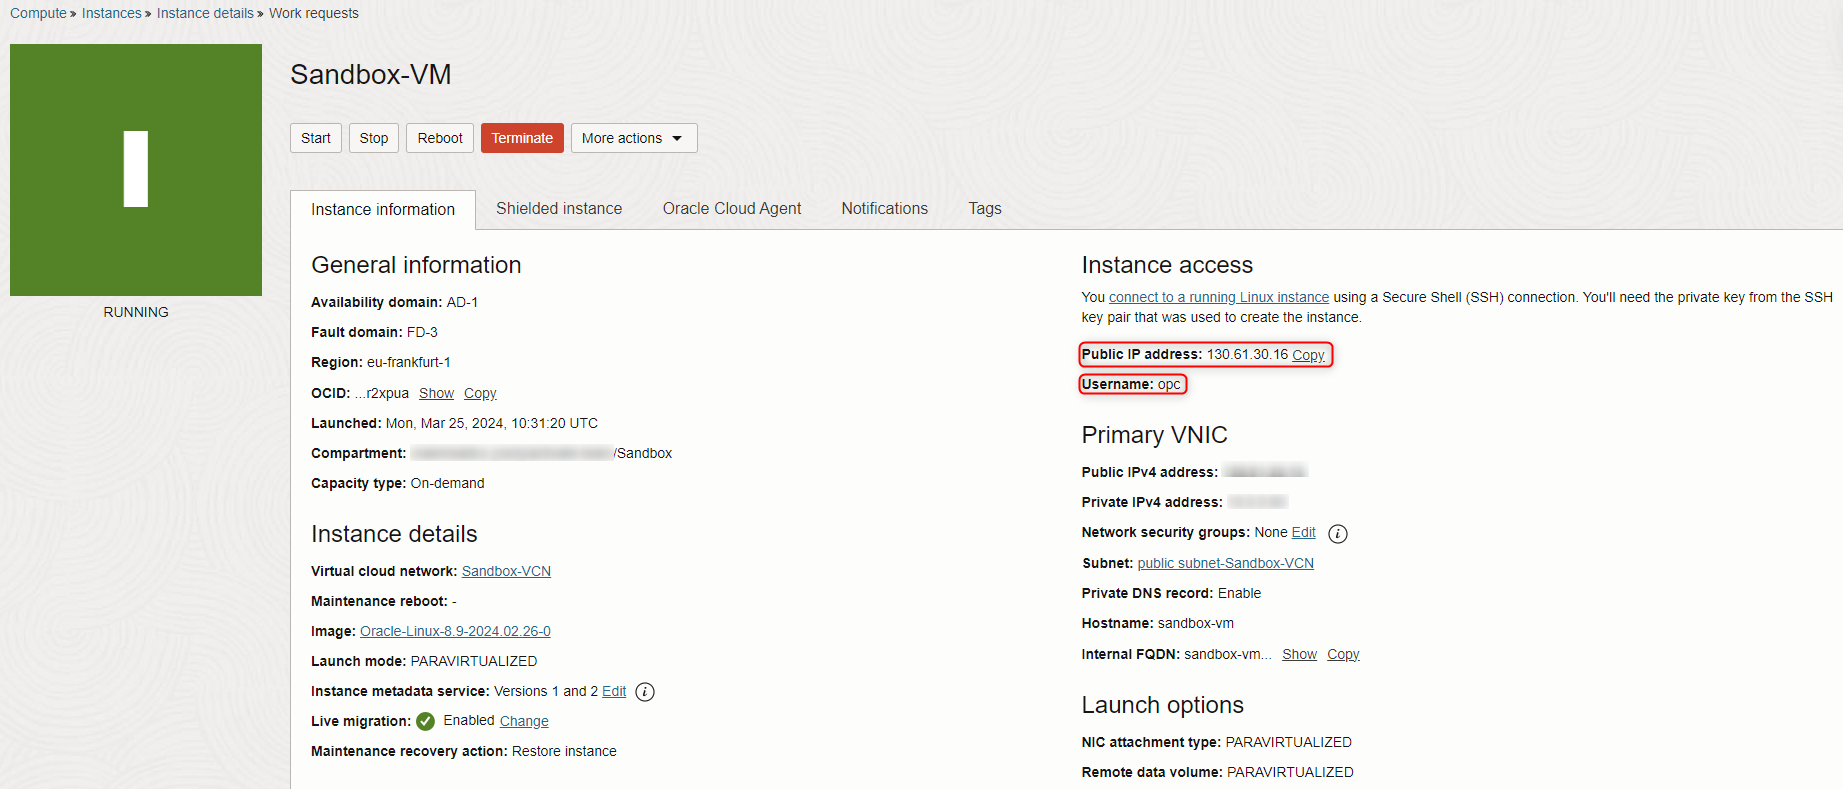 Compute » Instances » Instance details » Work requests
Sandbox-VM
Start Stop Reboot Terminate More actions
RUNNING
Instance information Shielded instance Oracle Cloud Agent Notifications Tags
General information
Availability domain: AD-1
Fault domain: FD-3
Region: eu-frankfurt-1
OCID: ...r2xpua Show Copy
Launched: Mon, Mar 25, 2024, 10:31:20 UTC
Compartment: /Sandbox
Capacity type: On-demand
Instance details
Virtual cloud network: Sandbox-VCN
Maintenance reboot: -
Image: Oracle-Linux-8.9-2024.02.26-0
Launch mode: PARAVIRTUALIZED
Instance metadata service: Versions 1 and 2 Edit
Live migration: Enabled Change
Maintenance recovery action: Restore instance
Instance access
You connect to a running Linux instance using a Secure Shell (SSH) connection. You'll need the private key from the SSH
key pair that was used to create the instance.
Public IP address: 130.61.30.16 Copy
Username: opc
Primary VNIC
Public IPv4 address:
Private IPv4 address:
Network security groups: None Edit
Subnet: public subnet-Sandbox-VCN
Private DNS record: Enable
Hostname: sandbox-vm
Internal FQDN: sandbox-vm... Show Copy
Launch options
NIC attachment type: PARAVIRTUALIZED
Remote data volume: PARAVIRTUALIZED